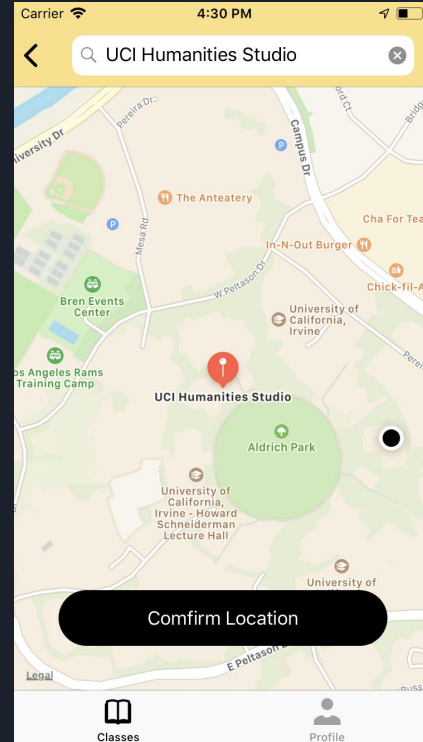 Carrier 4:30 PM
UCI Humanities Studio
Pereira Dr
iversity Dr
Campus Dr
P
The Anteatery
Mesa Rd
P
Cha For Tea
In-N-Out Burger
Chick-fil-A
W Peltason Dr
Bren Events
Center
University of
California,
Irvine
os Angeles Rams
Training Camp
UCI Humanities Studio
Aldrich Park
University of
California,
Irvine - Howard
Schneiderman
Lecture Hall
University of
Comfirm Location
E Peltason
Legal
Classes
Profile